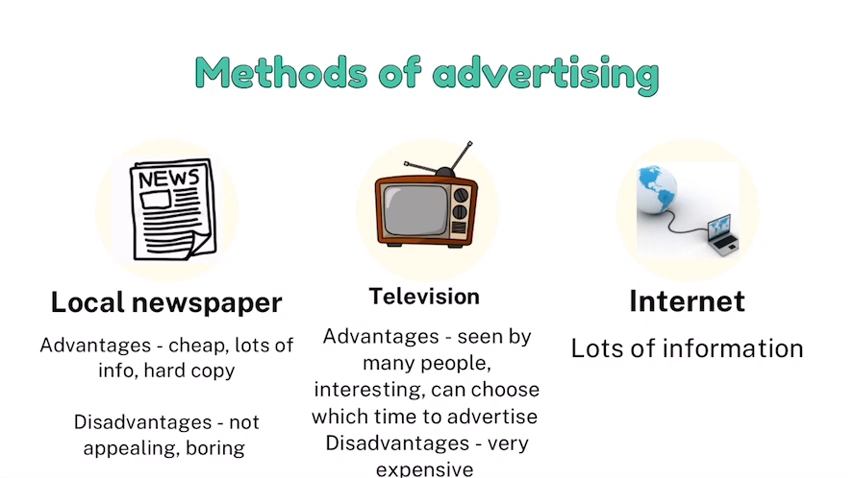 Methods of advertising
NEWS
Local newspaper
Advantages - cheap, lots of
info, hard copy
Disadvantages - not
appealing, boring
Television
Advantages - seen by
many people,
interesting, can choose
which time to advertise
Disadvantages - very
expensive
Internet
Lots of information